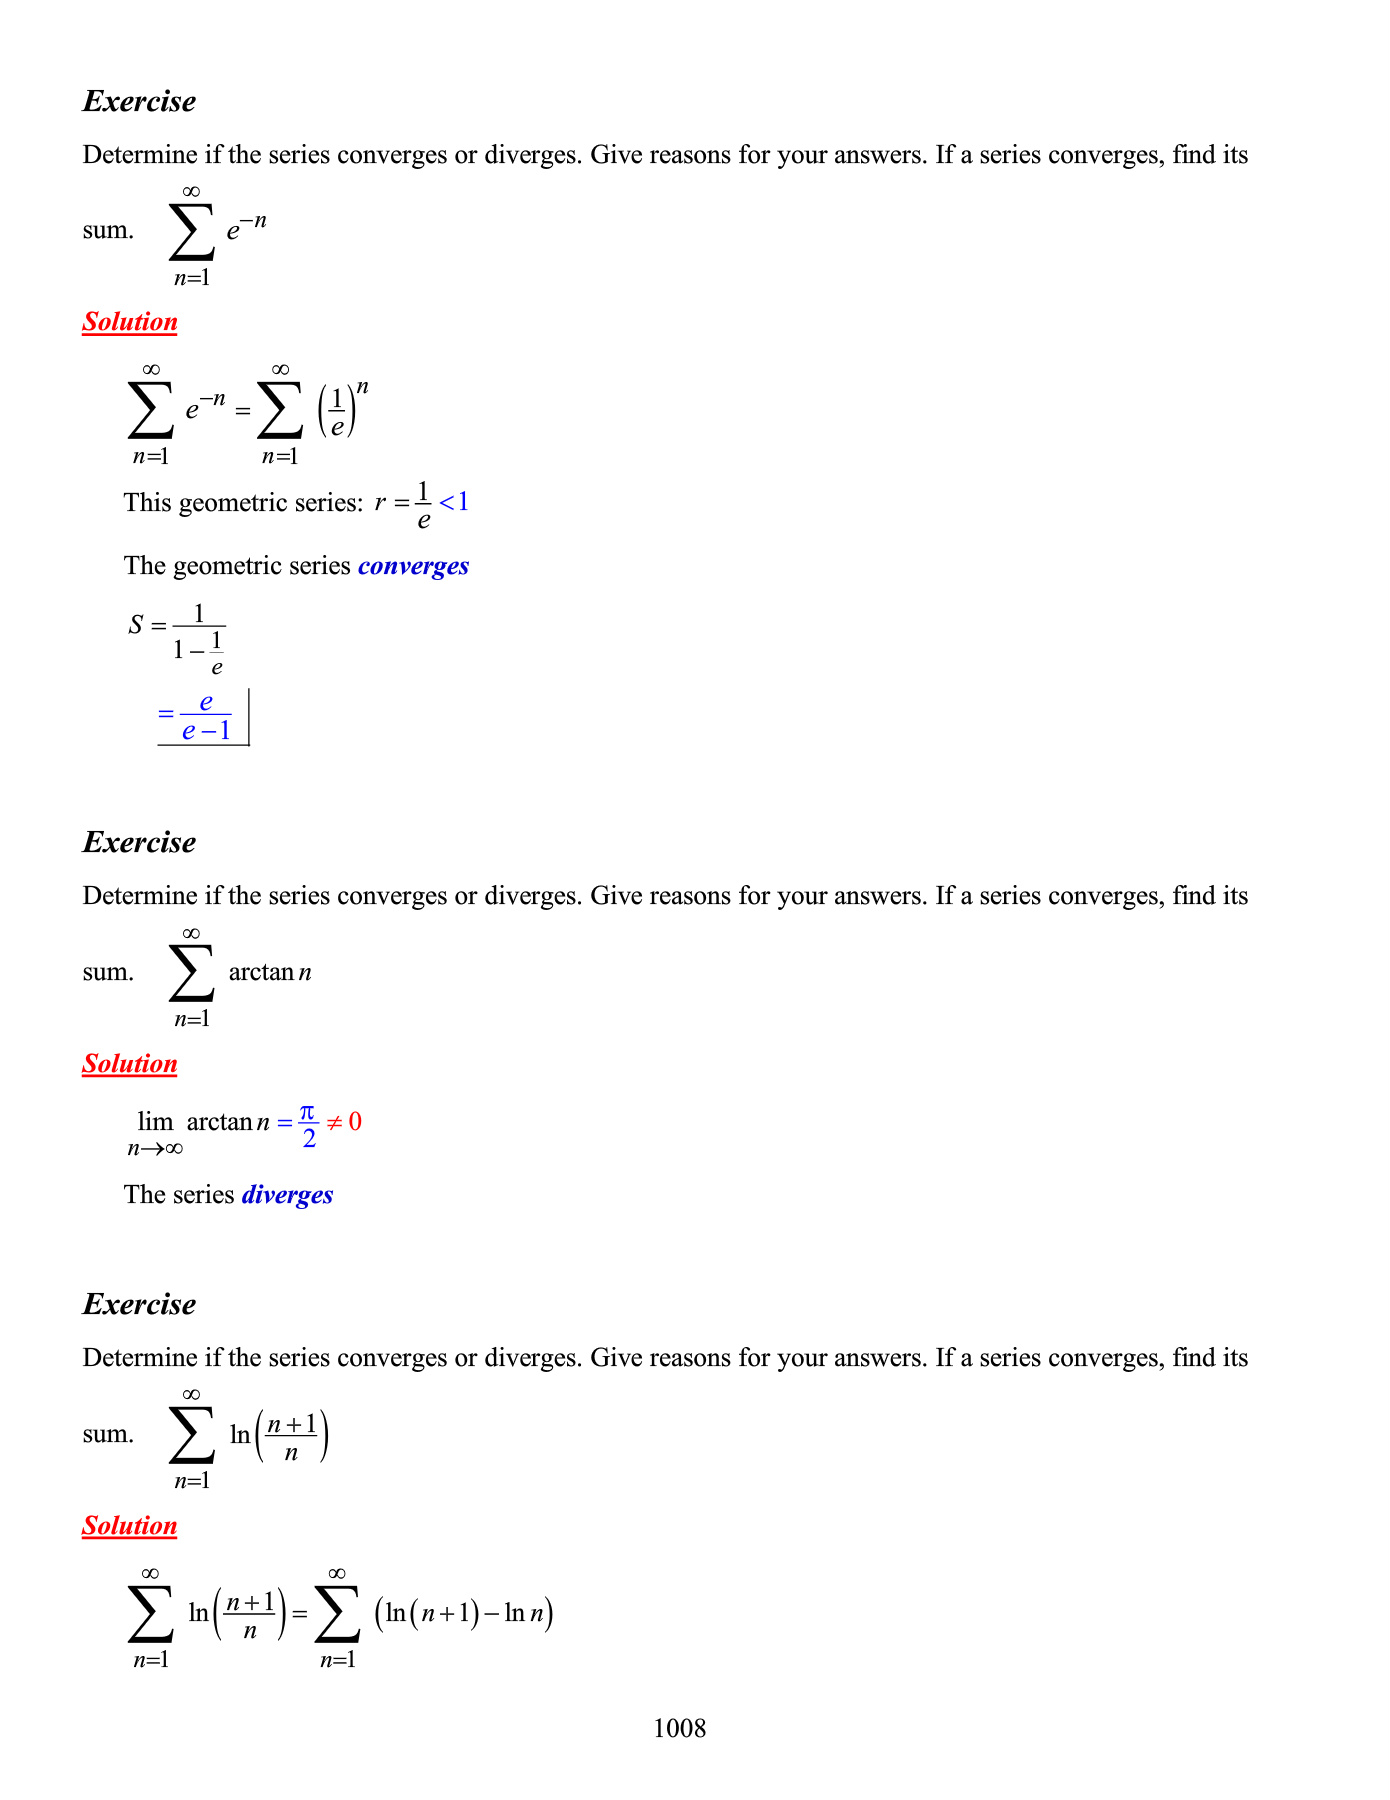 Exercise
Determine if the series converges or diverges. Give reasons for your answers. If a series converges, find its
sum. $\sum_{n=1}^{\infty} e^{-n}$
Solution
$\sum_{n=1}^{\infty} e^{-n} = \sum_{n=1}^{\infty} \left(\frac{1}{e}\right)^n$
This geometric series: $r = \frac{1}{e} < 1$
The geometric series converges
$S = \frac{1}{1 - \frac{1}{e}}$
$= \frac{e}{e-1}$
Exercise
Determine if the series converges or diverges. Give reasons for your answers. If a series converges, find its
sum. $\sum_{n=1}^{\infty} \arctan n$
Solution
$\lim_{n \to \infty} \arctan n = \frac{\pi}{2} \neq 0$
The series diverges
Exercise
Determine if the series converges or diverges. Give reasons for your answers. If a series converges, find its
sum. $\sum_{n=1}^{\infty} \ln\left(\frac{n+1}{n}\right)$
Solution
$\sum_{n=1}^{\infty} \ln\left(\frac{n+1}{n}\right) = \sum_{n=1}^{\infty} \left(\ln(n+1) - \ln n\right)$
1008